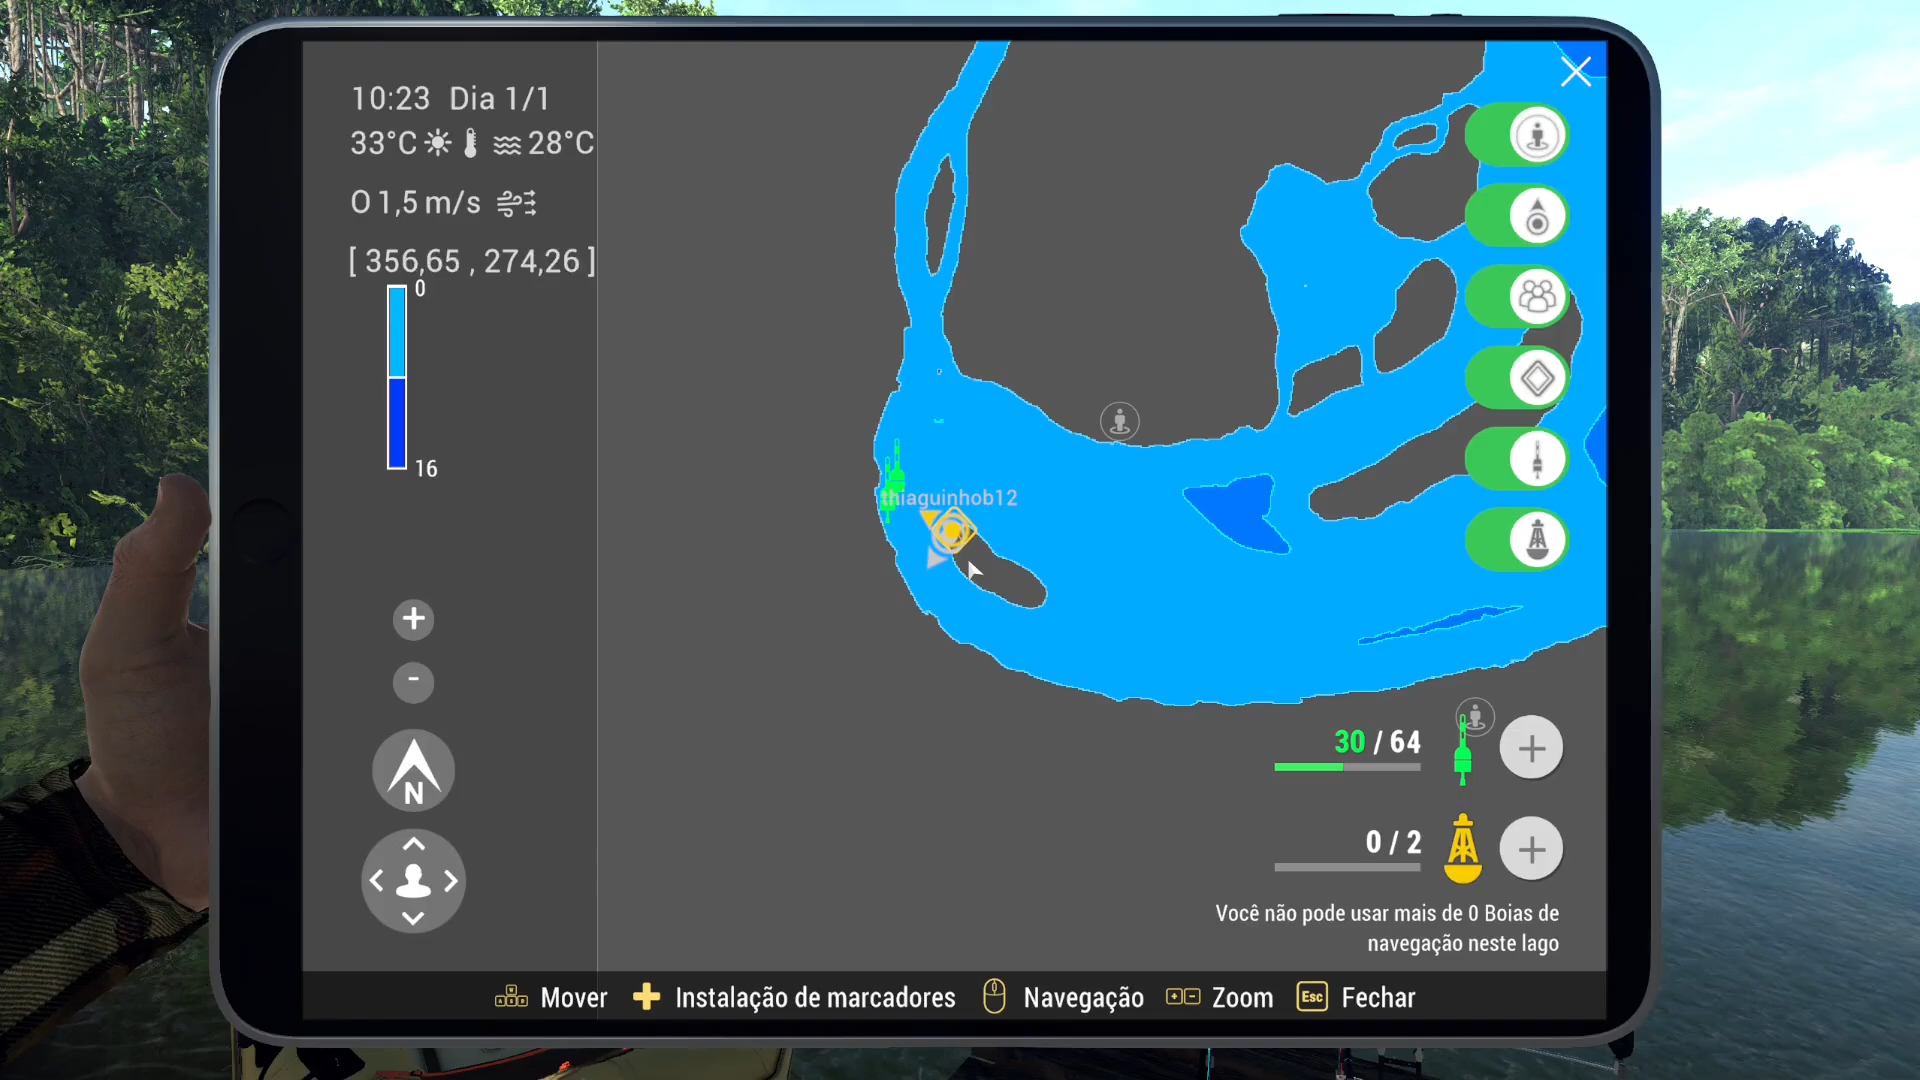 10:23 Dia 1/1
33°C 28°C
O 1,5 m/s
[ 356,65 , 274,26 ]
0
16
+
-
N
thiaguinhob12
30 / 64
0 / 2
Você não pode usar mais de 0 Boias de
navegação neste lago
Mover Instalação de marcadores Navegação Zoom Esc Fechar